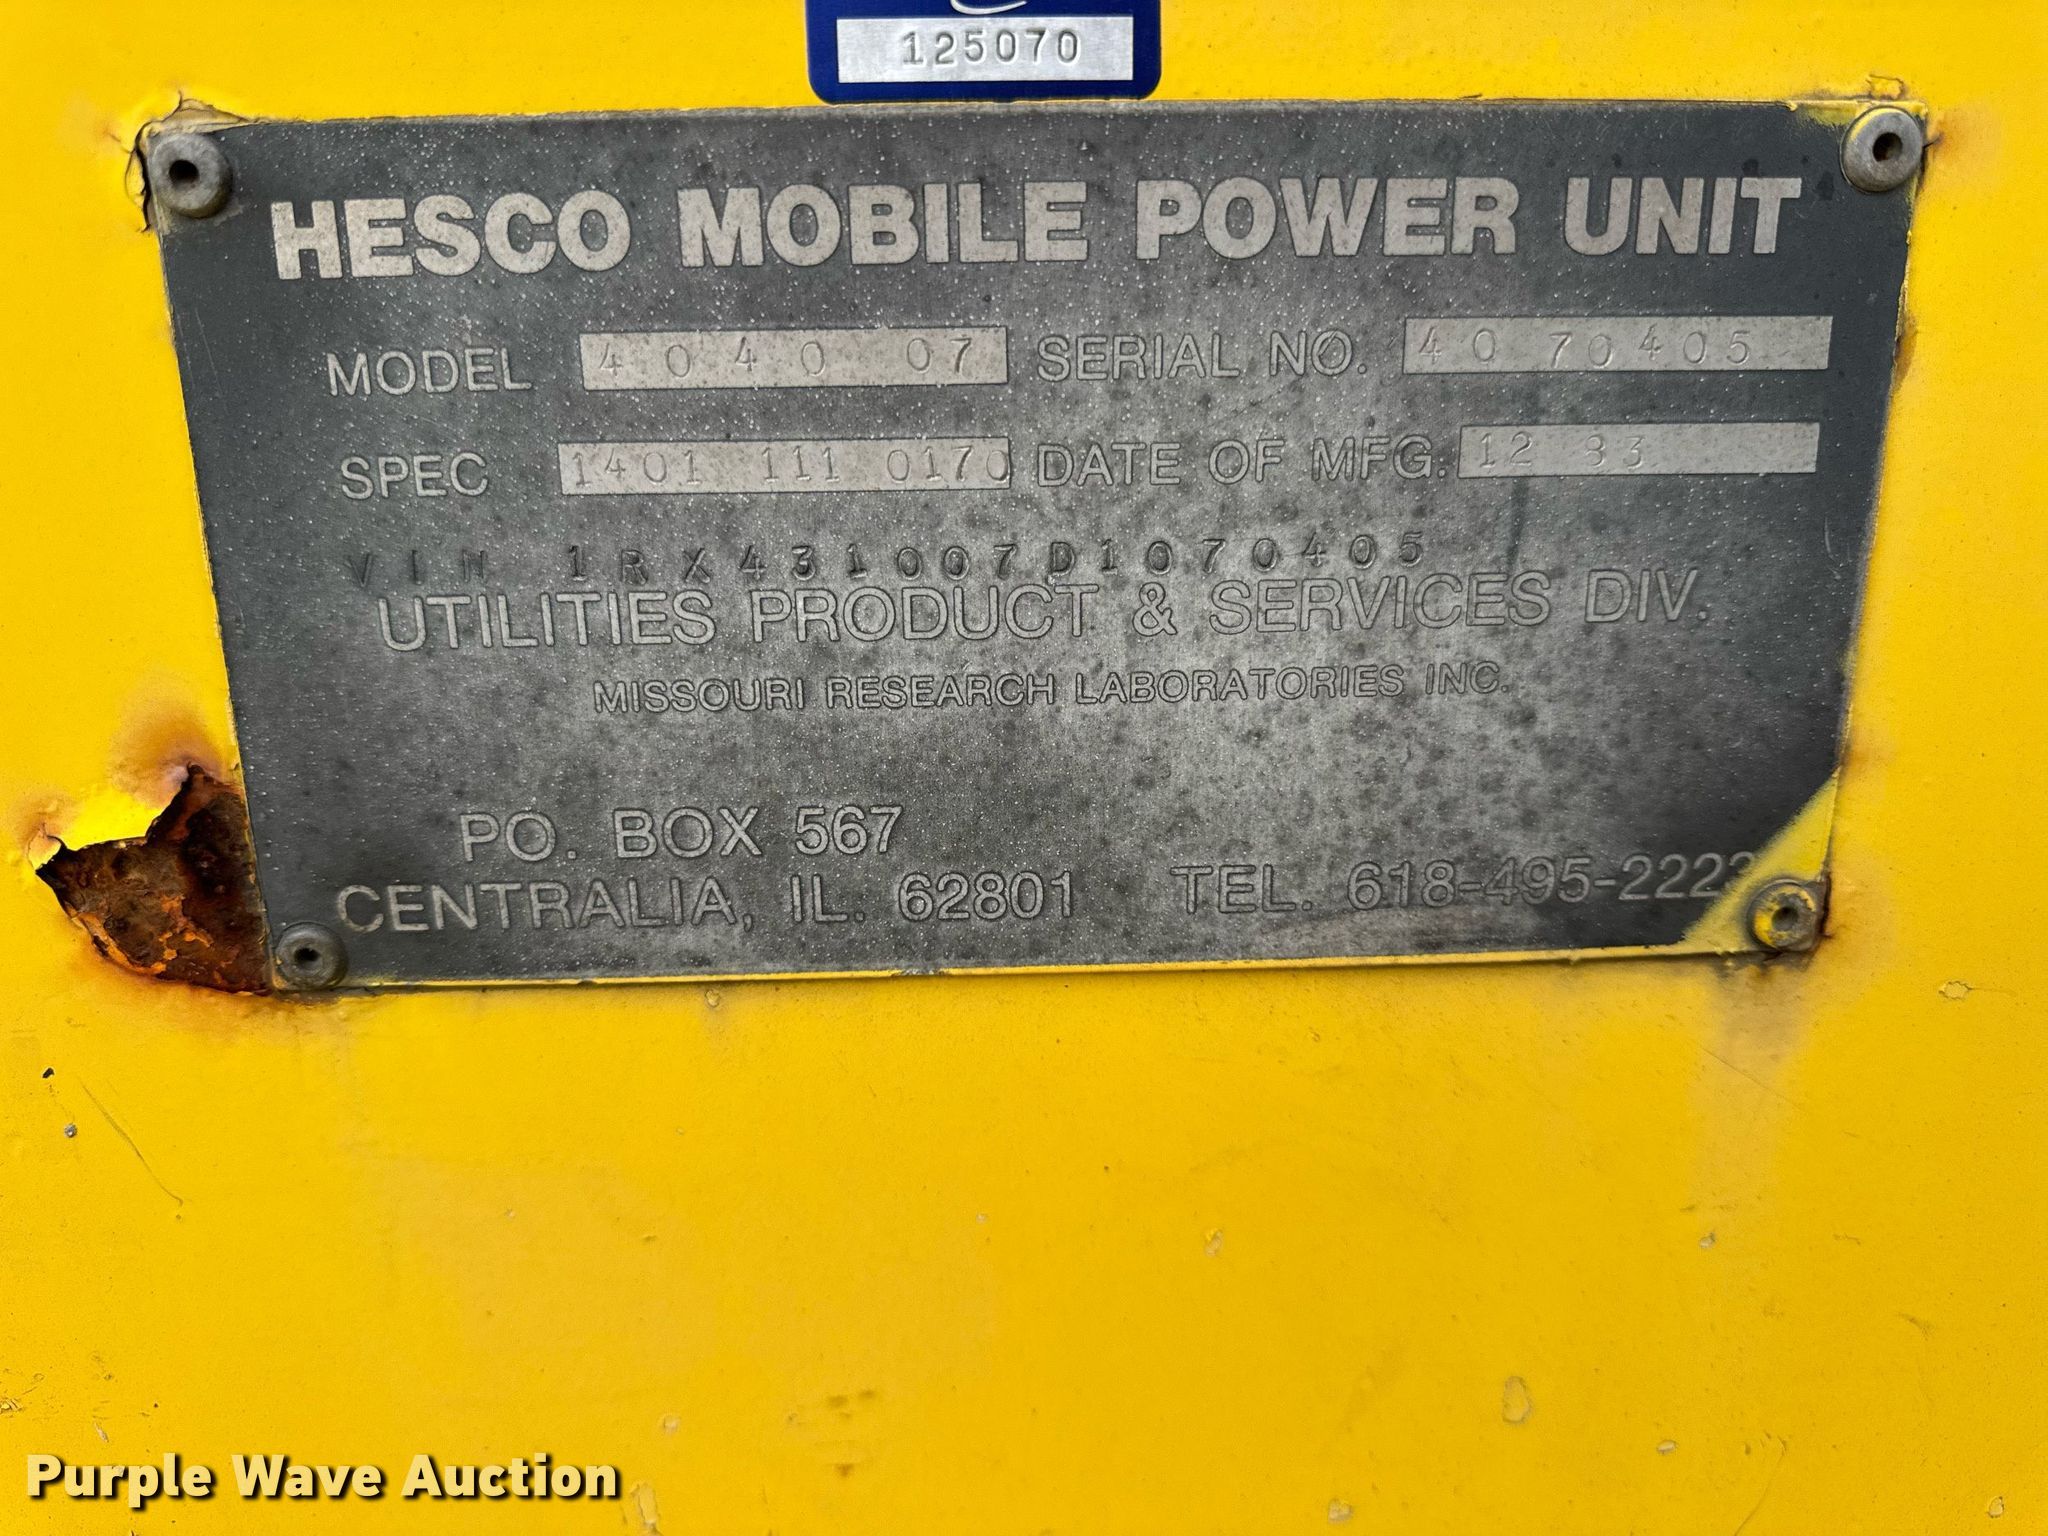 125070
HESCO MOBILE POWER UNIT
MODEL 4040 07 SERIAL NO. 40 70405
SPEC 1401 111 0170 DATE OF MFG. 12 83
VIN 1RX431007D1070405
UTILITIES PRODUCT & SERVICES DIV.
MISSOURI RESEARCH LABORATORIES INC.
PO. BOX 567
CENTRALIA, IL. 62801 TEL. 618-495-222
Purple Wave Auction